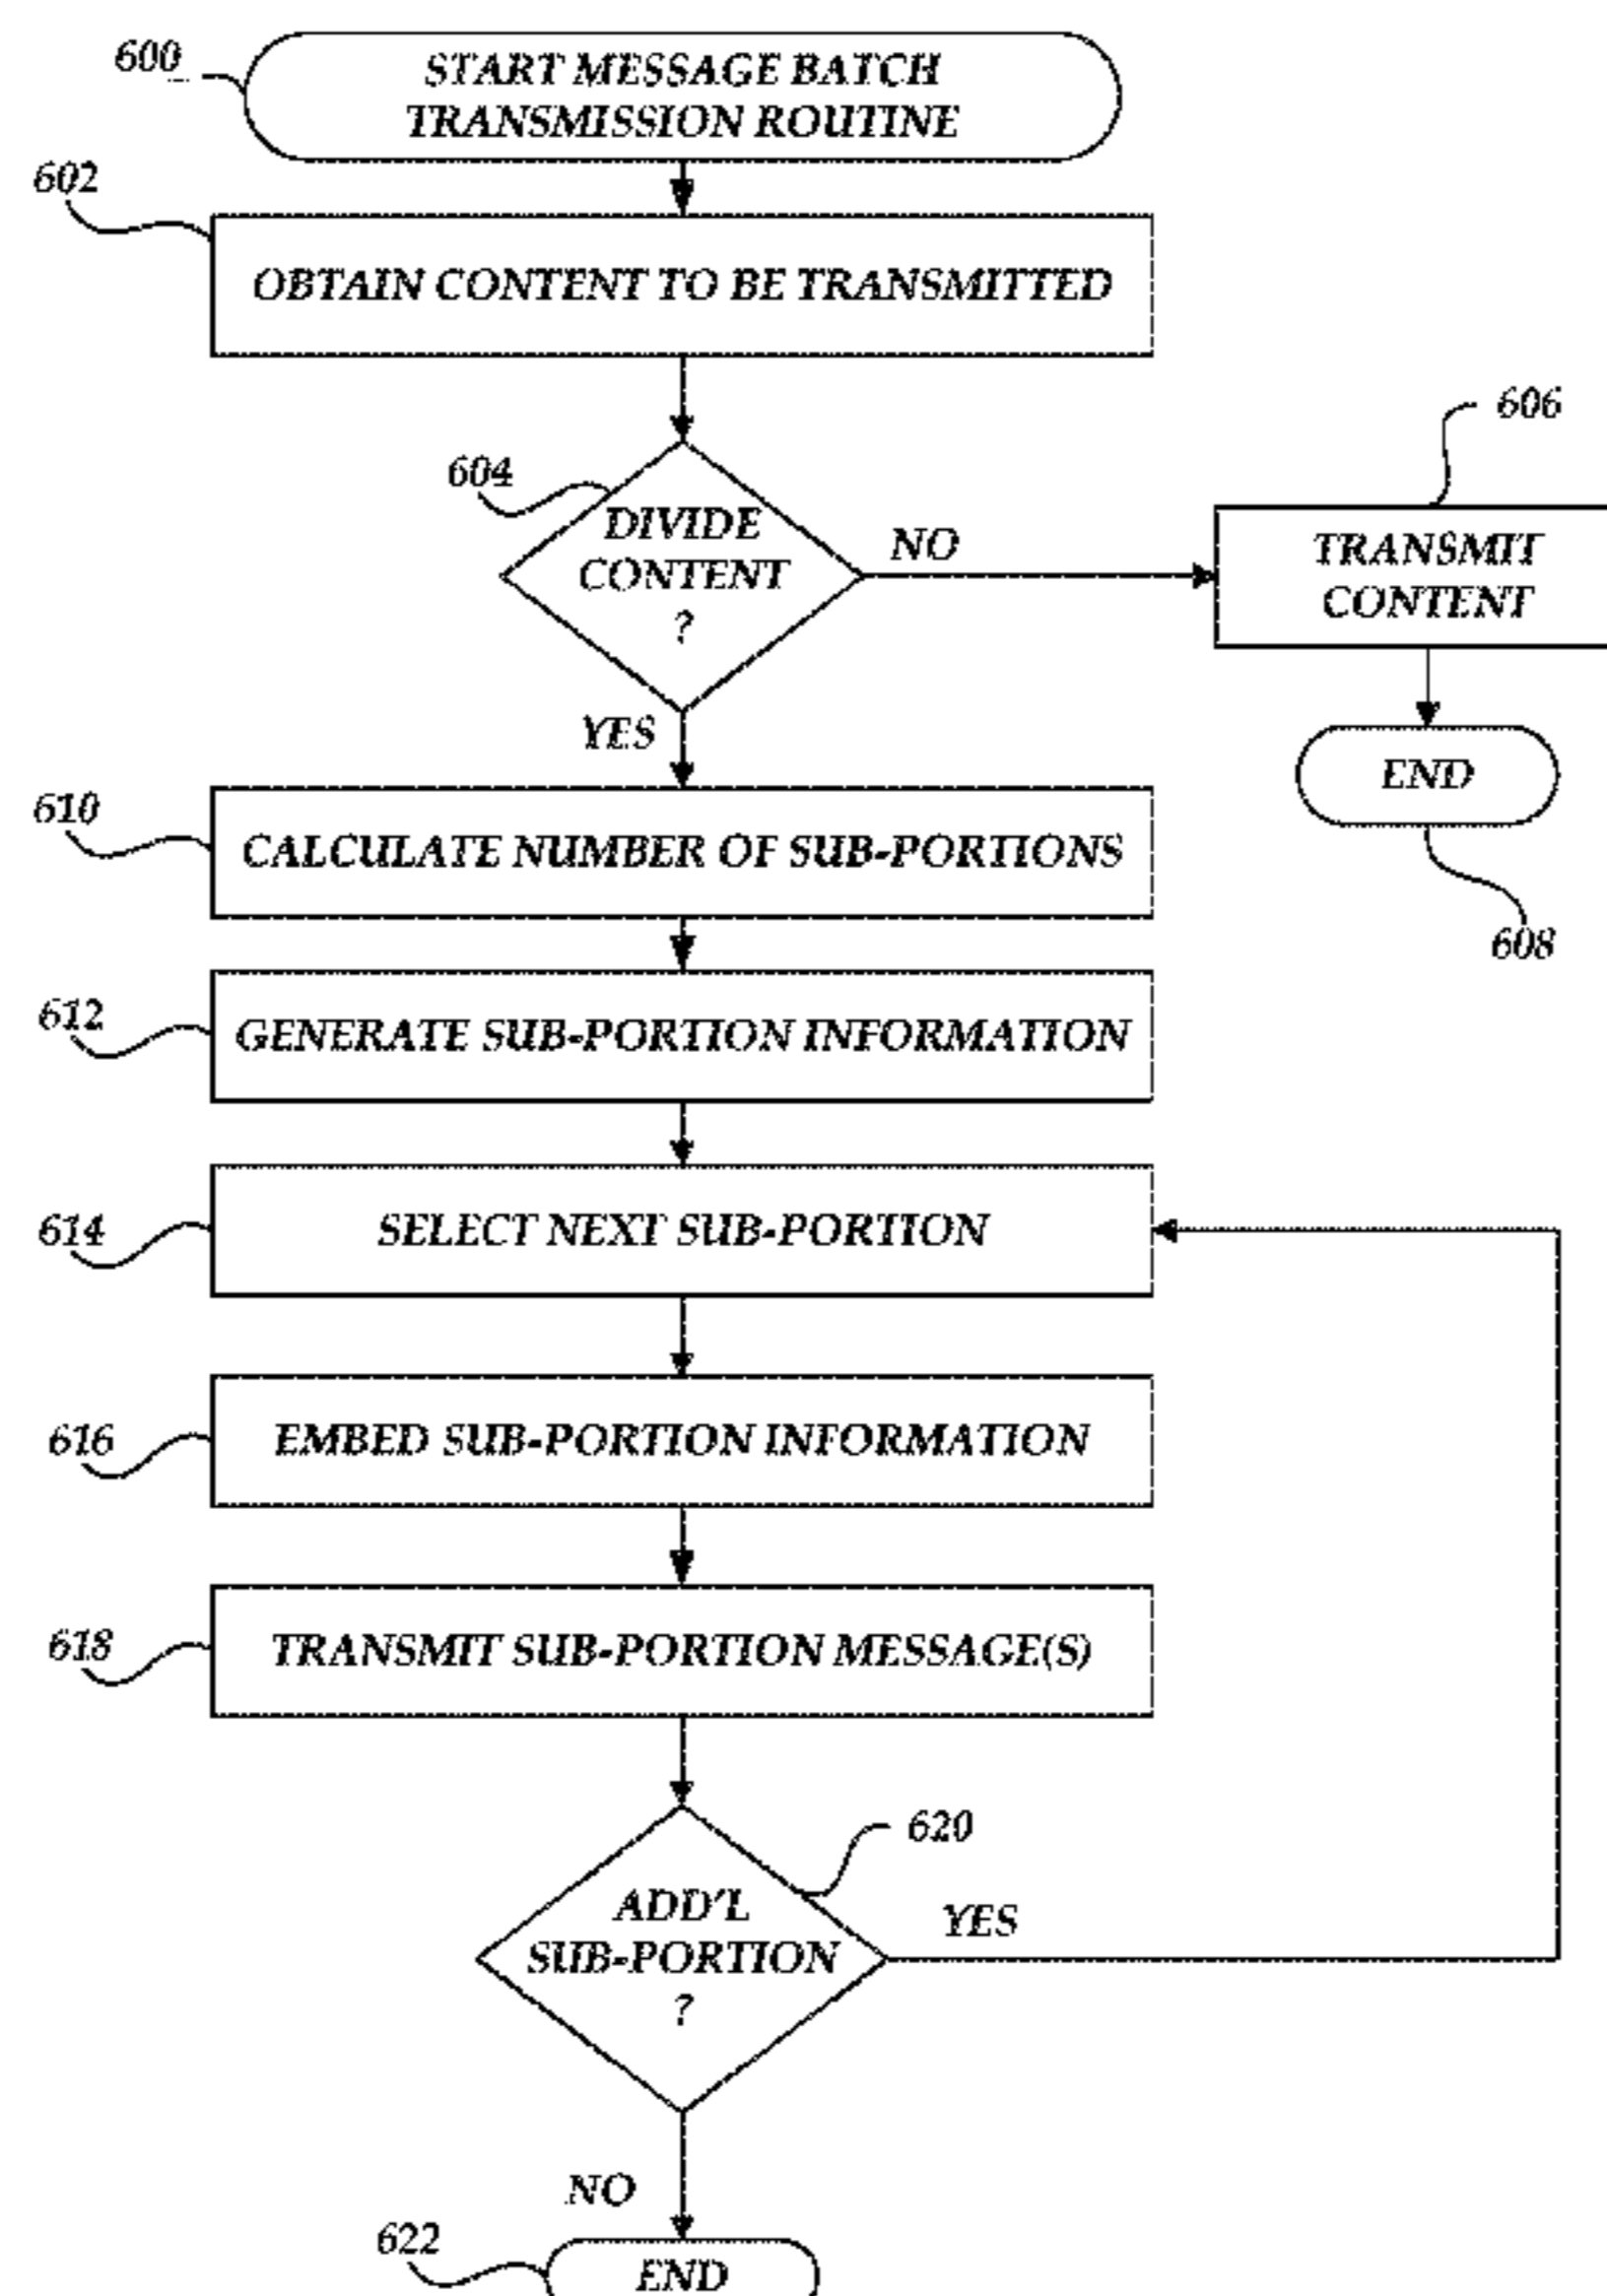 600
START MESSAGE BATCH
TRANSMISSION ROUTINE
602
OBTAIN CONTENT TO BE TRANSMITTED
604
DIVIDE
CONTENT
?
NO
606
TRANSMIT
CONTENT
YES
END
608
610
CALCULATE NUMBER OF SUB-PORTIONS
612
GENERATE SUB-PORTION INFORMATION
614
SELECT NEXT SUB-PORTION
616
EMBED SUB-PORTION INFORMATION
618
TRANSMIT SUB-PORTION MESSAGE(S)
620
ADD'L
SUB-PORTION
?
YES
NO
622
END